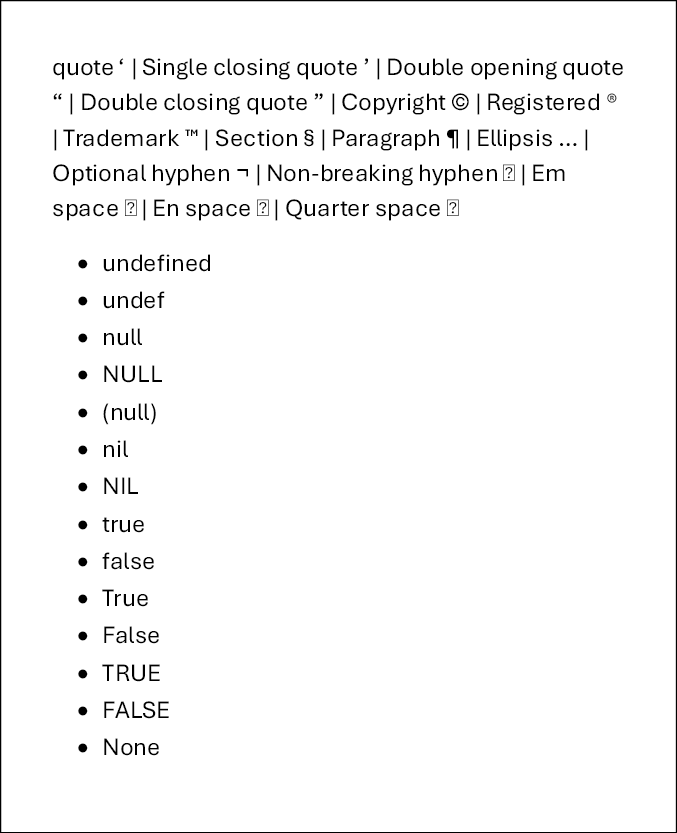 quote ‘ | Single closing quote ’ | Double opening quote
“ | Double closing quote ” | Copyright © | Registered ®
| Trademark ™ | Section § | Paragraph ¶ | Ellipsis … |
Optional hyphen ¬ | Non-breaking hyphen  | Em
space  | En space  | Quarter space 
• undefined
• undef
• null
• NULL
• (null)
• nil
• NIL
• true
• false
• True
• False
• TRUE
• FALSE
• None